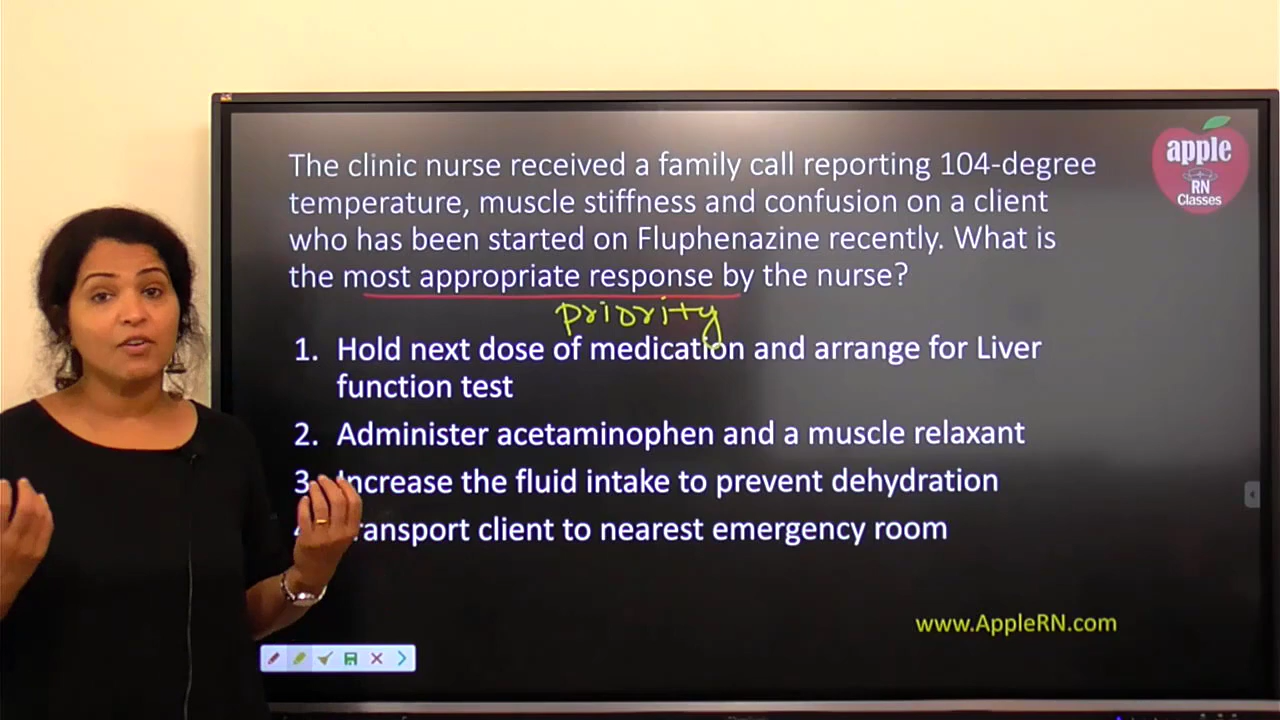 apple
RN
Classes
The clinic nurse received a family call reporting 104-degree
temperature, muscle stiffness and confusion on a client
who has been started on Fluphenazine recently. What is
the most appropriate response by the nurse?
priority
1. Hold next dose of medication and arrange for Liver
function test
2. Administer acetaminophen and a muscle relaxant
3. Increase the fluid intake to prevent dehydration
ransport client to nearest emergency room
www.AppleRN.com